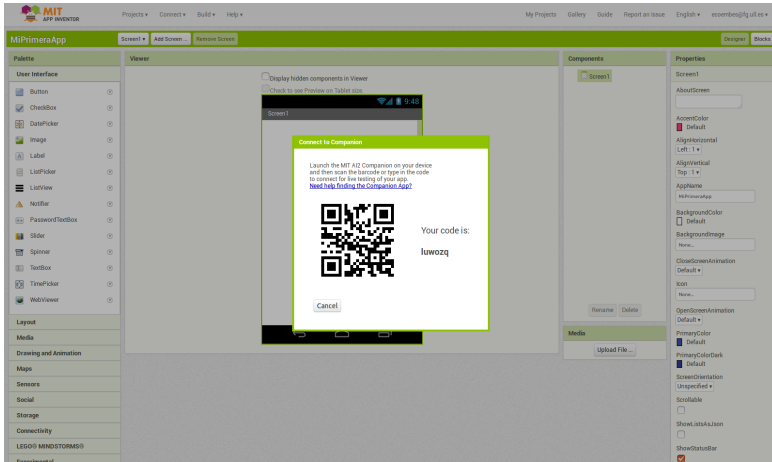 MIT
APP INVENTOR
Projects
Connect
Build
Help
My Projects
Gallery
Guide
Report an Issue
English
ecoembes@fg.ull.es
MiPrimeraApp
Screen1
Add Screen ...
Remove Screen
Designer
Blocks
Palette
User Interface
Button
CheckBox
DatePicker
Image
Label
ListPicker
ListView
Notifier
PasswordTextBox
Slider
Spinner
TextBox
TimePicker
WebViewer
Layout
Media
Drawing and Animation
Maps
Sensors
Social
Storage
Connectivity
LEGO® MINDSTORMS®
Experimental
Viewer
Display hidden components in Viewer
Check to see Preview on Tablet size.
9:48
Screen1
Connect to Companion
Launch the MIT AI2 Companion on your device
and then scan the barcode or type in the code
to connect for live testing of your app.
Need help finding the Companion App?
Your code is:
luwozq
Cancel
Components
Screen1
Rename
Delete
Media
Upload File ...
Properties
Screen1
AboutScreen
AccentColor
Default
AlignHorizontal
Left : 1
AlignVertical
Top : 1
AppName
MiPrimeraApp
BackgroundColor
Default
BackgroundImage
None...
CloseScreenAnimation
Default
Icon
None...
OpenScreenAnimation
Default
PrimaryColor
Default
PrimaryColorDark
Default
ScreenOrientation
Unspecified
Scrollable
ShowListsAsJson
ShowStatusBar